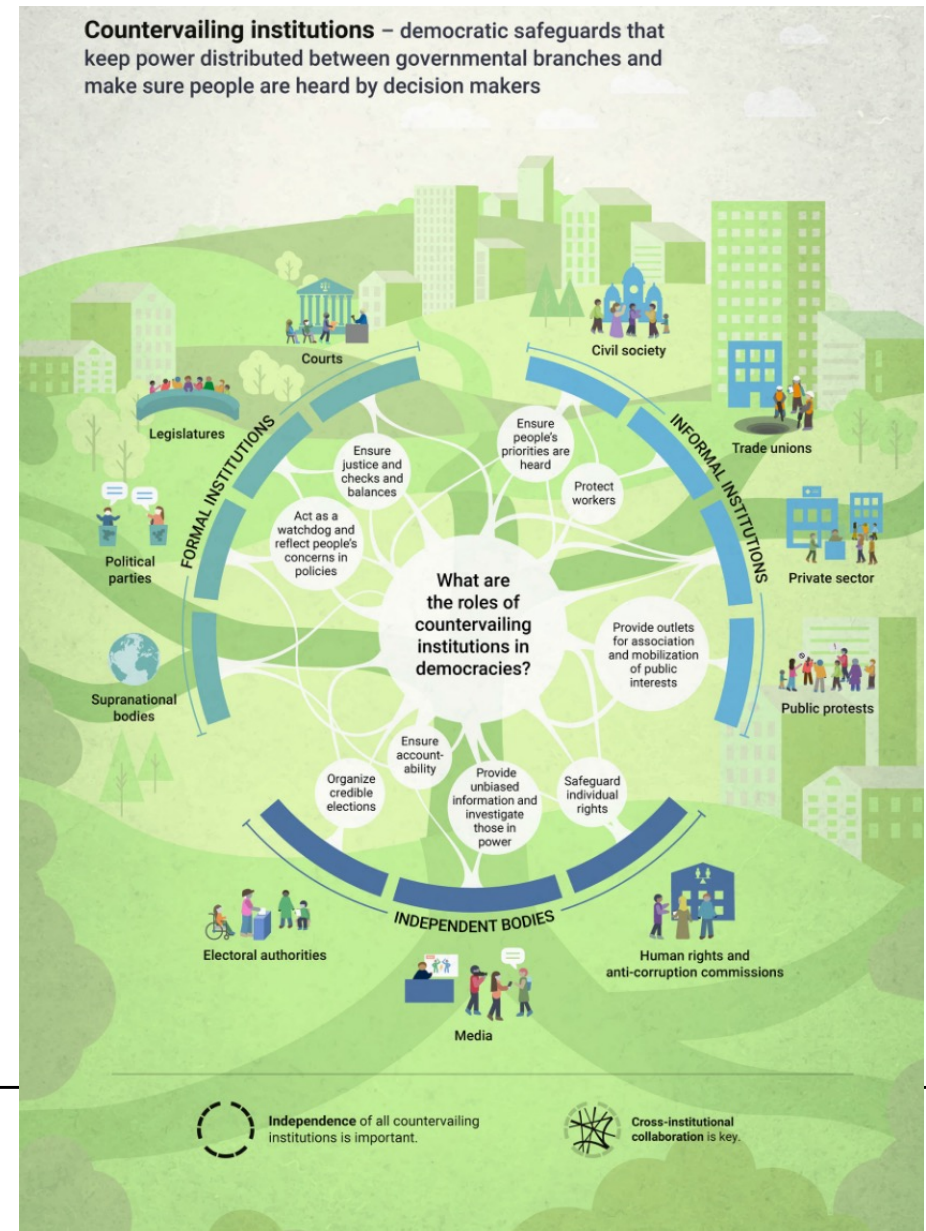 Countervailing institutions – democratic safeguards that
keep power distributed between governmental branches and
make sure people are heard by decision makers
Courts
Civil society
Legislatures
Trade unions
Political
parties
Private sector
Supranational
bodies
Public protests
FORMAL INSTITUTIONS
INFORMAL INSTITUTIONS
Ensure
justice and
checks and
balances
Ensure
people's
priorities are
heard
Protect
workers
Act as a
watchdog and
reflect people's
concerns in
policies
What are
the roles of
countervailing
institutions in
democracies?
Provide outlets
for association
and mobilization
of public
interests
Ensure
account-
ability
Organize
credible
elections
Provide
unbiased
information and
investigate
those in
power
Safeguard
individual
rights
INDEPENDENT BODIES
Electoral authorities
Human rights and
anti-corruption commissions
Media
Independence of all countervailing
institutions is important.
Cross-institutional
collaboration is key.